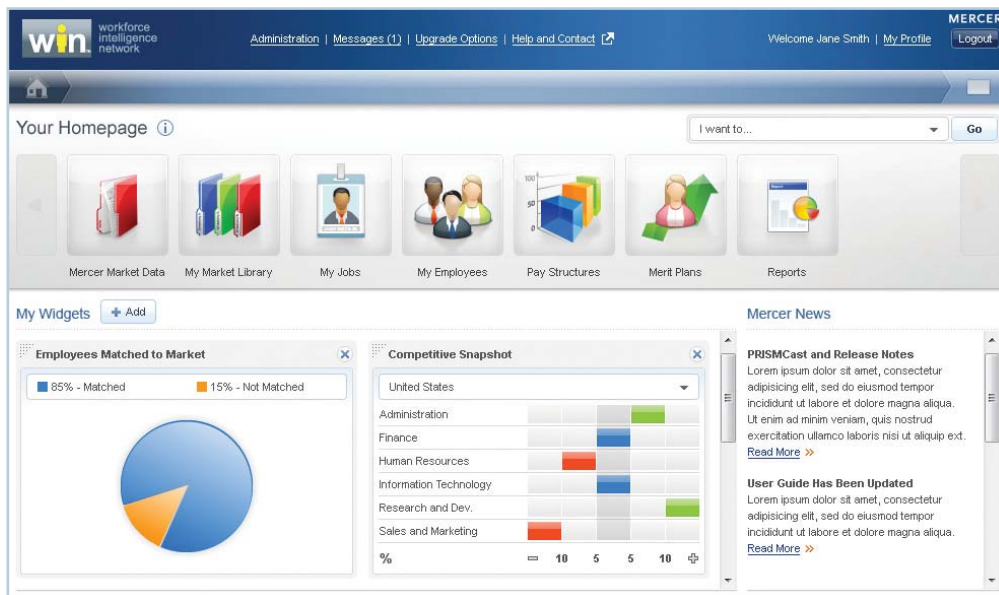 win.
workforce
intelligence
network
Administration | Messages (1) | Upgrade Options | Help and Contact
MERCER
Welcome Jane Smith | My Profile
Logout
Your Homepage
I want to...
Go
100
50
0
Report
Mercer Market Data
My Market Library
My Jobs
My Employees
Pay Structures
Merit Plans
Reports
My Widgets
Add
Employees Matched to Market
85% - Matched
15% - Not Matched
Competitive Snapshot
United States
Administration
Finance
Human Resources
Information Technology
Research and Dev.
Sales and Marketing
% − 10 5 5 10 +
Mercer News
PRISMCast and Release Notes
Lorem ipsum dolor sit amet, consectetur
adipisicing elit, sed do eiusmod tempor
incididunt ut labore et dolore magna aliqua.
Ut enim ad minim veniam, quis nostrud
exercitation ullamco laboris nisi ut aliquip ext.
Read More »
User Guide Has Been Updated
Lorem ipsum dolor sit amet, consectetur
adipisicing elit, sed do eiusmod tempor
incididunt ut labore et dolore magna aliqua.
Read More »